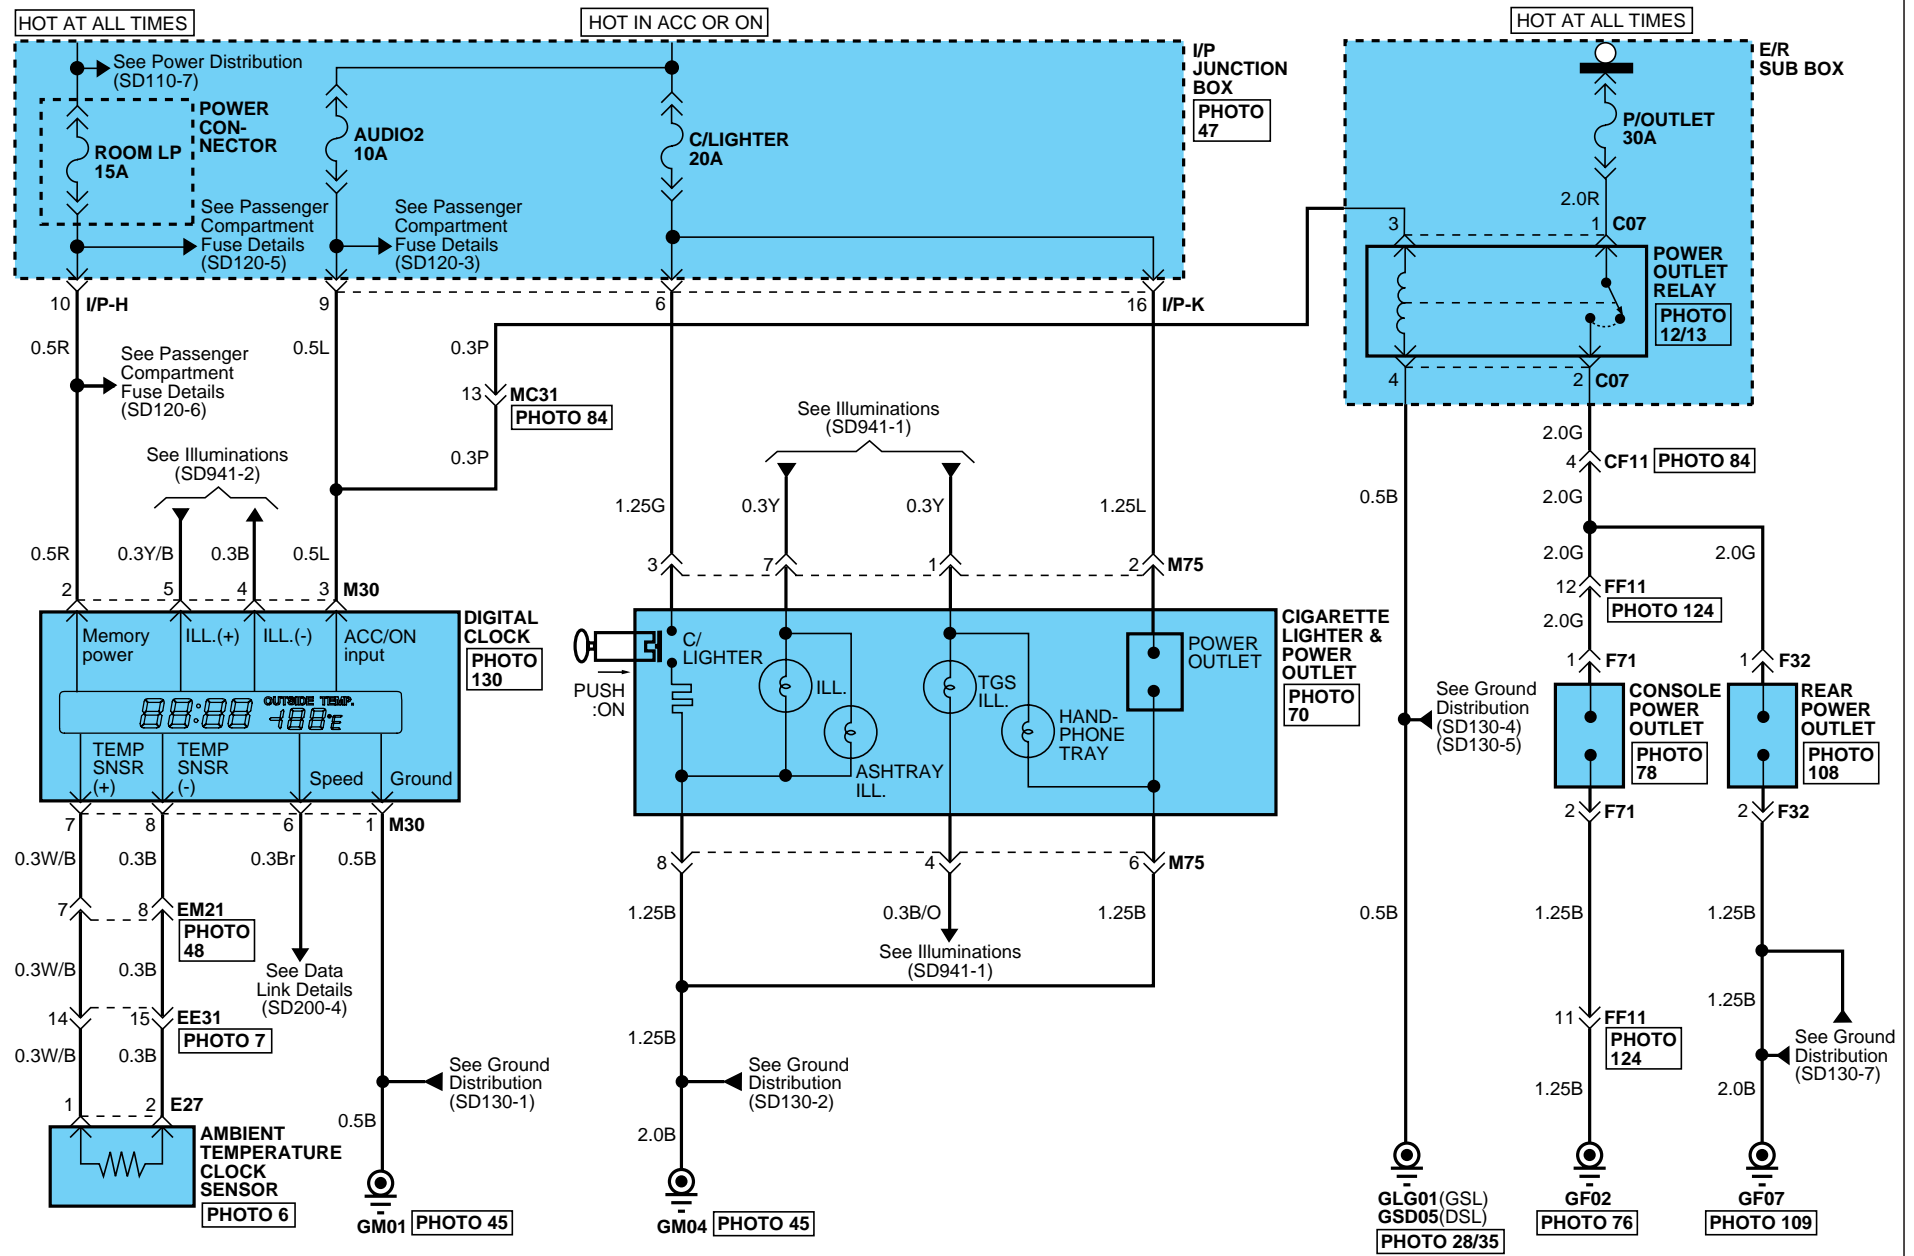 HOT AT ALL TIMES
HOT IN ACC OR ON
HOT AT ALL TIMES
See Power Distribution
(SD110-7)
POWER
CON-
NECTOR
ROOM LP
15A
AUDIO2
10A
C/LIGHTER
20A
I/P
JUNCTION
BOX
PHOTO
47
See Passenger
Compartment
Fuse Details
(SD120-5)
See Passenger
Compartment
Fuse Details
(SD120-3)
E/R
SUB BOX
P/OUTLET
30A
2.0R
3
1
C07
POWER
OUTLET
RELAY
PHOTO
12/13
4
2
C07
10
I/P-H
9
6
16
I/P-K
0.5R
See Passenger
Compartment
Fuse Details
(SD120-6)
0.5L
0.3P
13
MC31
PHOTO 84
0.3P
See Illuminations
(SD941-2)
See Illuminations
(SD941-1)
0.5R
0.3Y/B
0.3B
0.5L
1.25G
0.3Y
0.3Y
1.25L
2
5
4
3
M30
3
7
1
2
M75
Memory
power
ILL.(+)
ILL.(-)
ACC/ON
input
DIGITAL
CLOCK
PHOTO
130
88:88
OUTSIDE TEMP.
-188°E
TEMP
SNSR
(+)
TEMP
SNSR
(-)
Speed
Ground
7
8
6
1
M30
0.3W/B
0.3B
0.3Br
0.5B
7
8
EM21
PHOTO
48
0.3W/B
0.3B
See Data
Link Details
(SD200-4)
14
15
EE31
PHOTO 7
0.3W/B
0.3B
1
2
E27
AMBIENT
TEMPERATURE
CLOCK
SENSOR
PHOTO 6
See Ground
Distribution
(SD130-1)
0.5B
GM01
PHOTO 45
PUSH
:ON
C/
LIGHTER
ILL.
ASHTRAY
ILL.
TGS
ILL.
HAND-
PHONE
TRAY
POWER
OUTLET
CIGARETTE
LIGHTER &
POWER
OUTLET
PHOTO
70
8
4
6
M75
1.25B
0.3B/O
1.25B
See Illuminations
(SD941-1)
1.25B
See Ground
Distribution
(SD130-2)
2.0B
GM04
PHOTO 45
0.5B
See Ground
Distribution
(SD130-4)
(SD130-5)
0.5B
GLG01(GSL)
GSD05(DSL)
PHOTO 28/35
2.0G
4
CF11
PHOTO 84
2.0G
2.0G
2.0G
12
FF11
PHOTO 124
2.0G
1
F71
1
F32
CONSOLE
POWER
OUTLET
PHOTO
78
REAR
POWER
OUTLET
PHOTO
108
2
F71
2
F32
1.25B
1.25B
1.25B
11
FF11
PHOTO
124
See Ground
Distribution
(SD130-7)
1.25B
2.0B
GF02
PHOTO 76
GF07
PHOTO 109